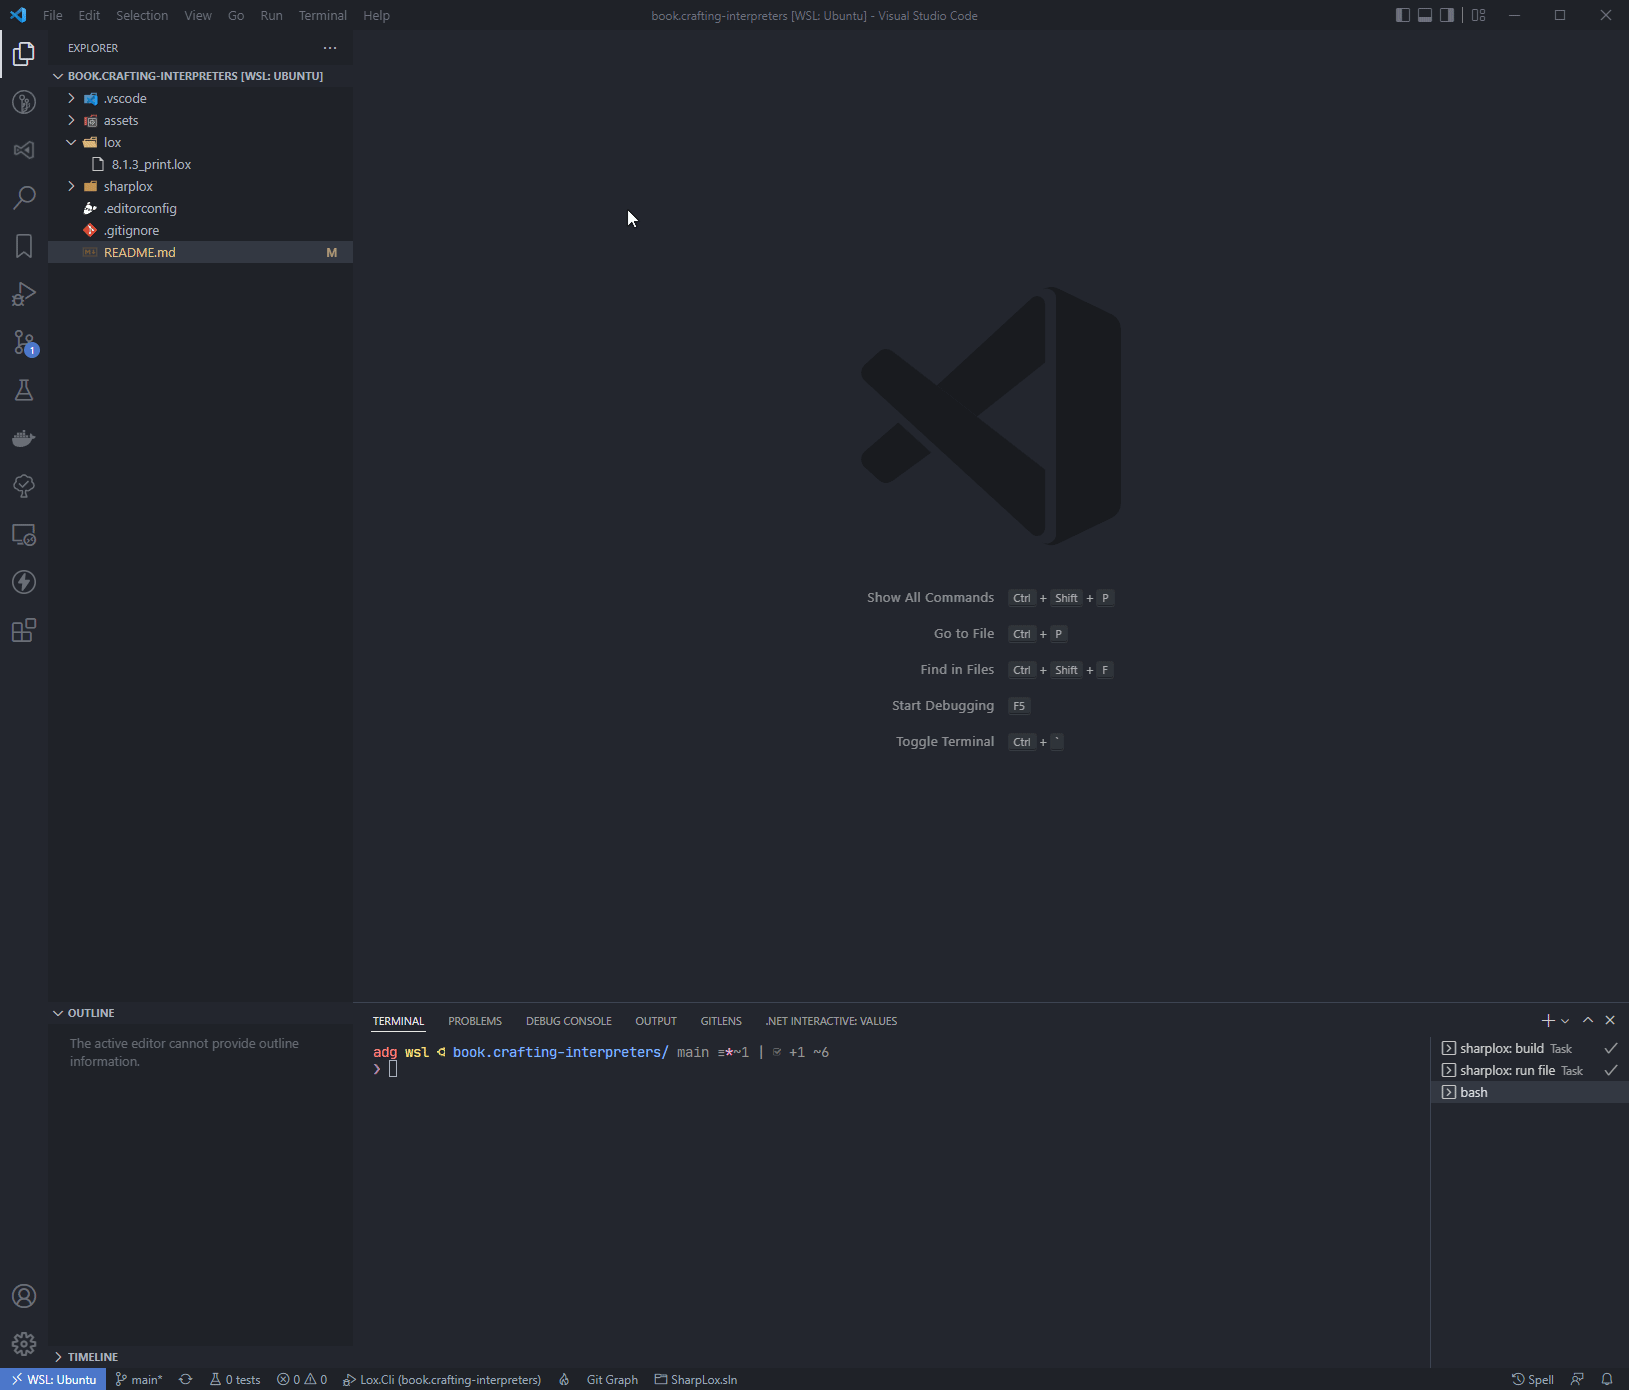 File Edit Selection View Go Run Terminal Help
book.crafting-interpreters [WSL: Ubuntu] - Visual Studio Code
EXPLORER
BOOK.CRAFTING-INTERPRETERS [WSL: UBUNTU]
.vscode
assets
lox
8.1.3_print.lox
sharplox
.editorconfig
.gitignore
README.md M
1
Show All Commands Ctrl + Shift + P
Go to File Ctrl + P
Find in Files Ctrl + Shift + F
Start Debugging F5
Toggle Terminal Ctrl + `
OUTLINE
The active editor cannot provide outline
information.
TIMELINE
TERMINAL PROBLEMS DEBUG CONSOLE OUTPUT GITLENS .NET INTERACTIVE: VALUES
adg wsl book.crafting-interpreters/ main ≡*~1 | +1 ~6
❯
sharplox: build Task
sharplox: run file Task
bash
WSL: Ubuntu main* 0 tests 0 0 Lox.Cli (book.crafting-interpreters) Git Graph SharpLox.sln Spell